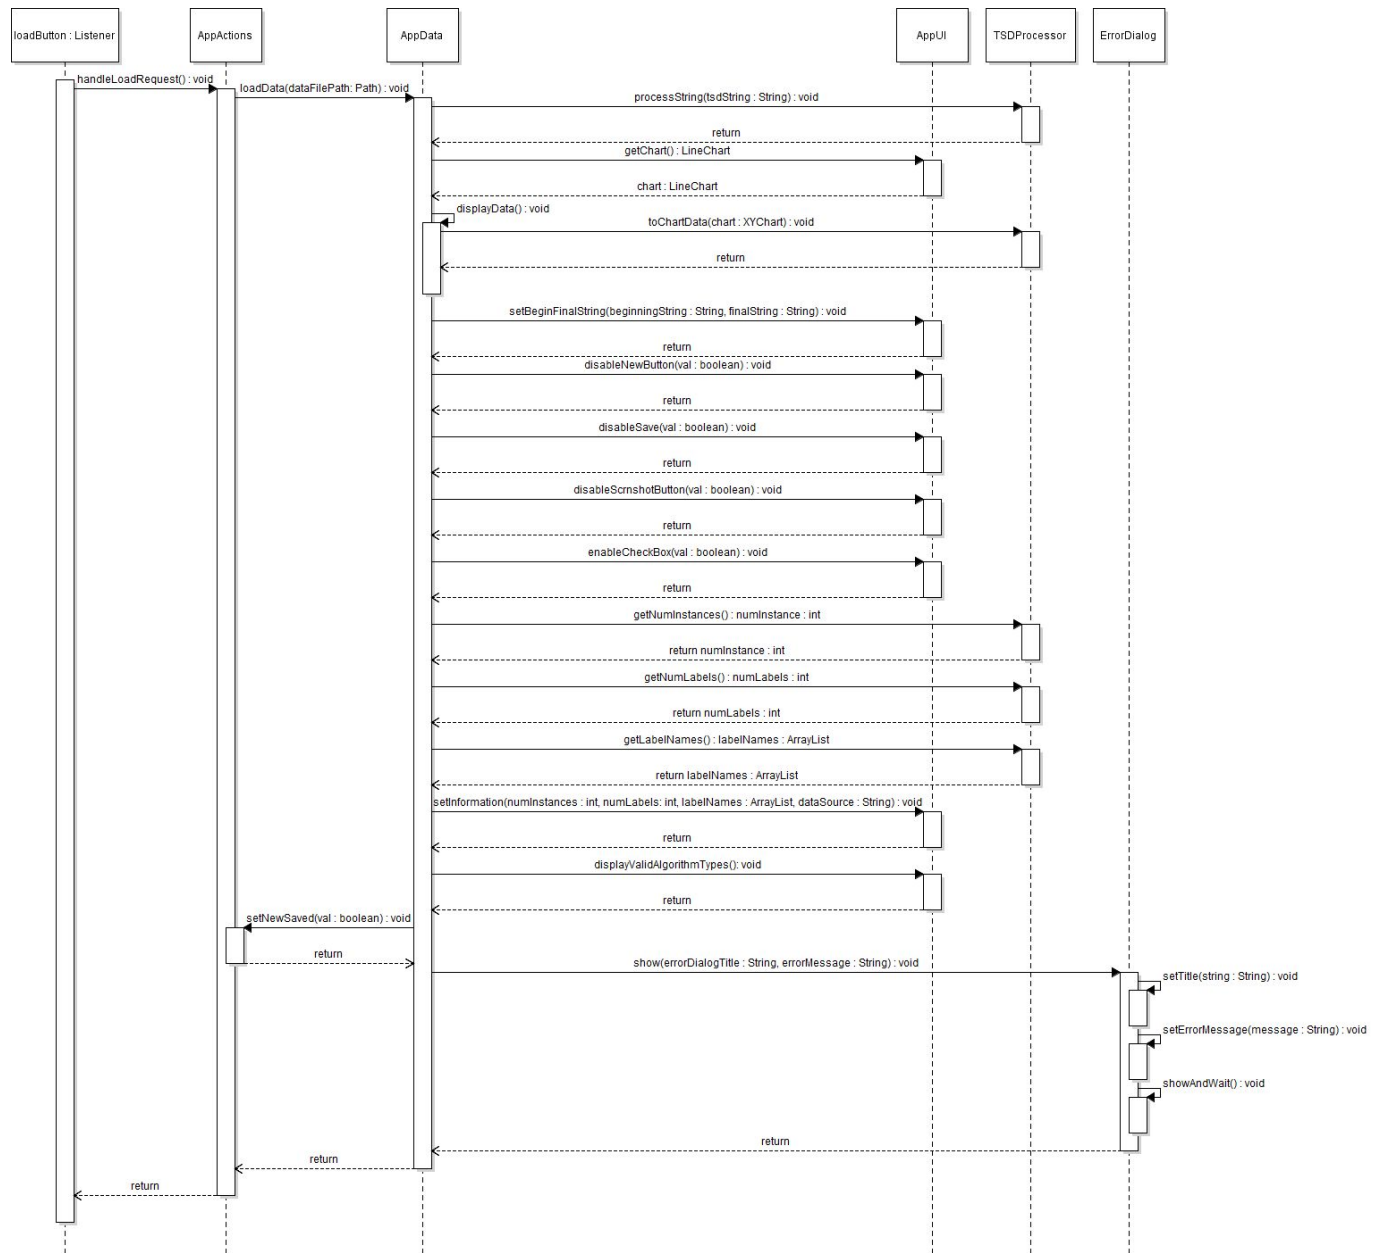 loadButton : Listener
AppActions
AppData
AppUI
TSDProcessor
ErrorDialog
handleLoadRequest() : void
loadData(dataFilePath: Path) : void
processString(tsdString : String) : void
return
getChart() : LineChart
chart : LineChart
displayData() : void
toChartData(chart : XYChart) : void
return
setBeginFinalString(beginningString : String, finalString : String) : void
return
disableNewButton(val : boolean) : void
return
disableSave(val : boolean) : void
return
disableScrnshotButton(val : boolean) : void
return
enableCheckBox(val : boolean) : void
return
getNumInstances() : numInstance : int
return numInstance : int
getNumLabels() : numLabels : int
return numLabels : int
getLabelNames() : labelNames : ArrayList
return labelNames : ArrayList
setInformation(numInstances : int, numLabels: int, labelNames : ArrayList, dataSource : String) : void
return
displayValidAlgorithmTypes(): void
return
setNewSaved(val : boolean) : void
return
show(errorDialogTitle : String, errorMessage : String) : void
setTitle(string : String) : void
setErrorMessage(message : String) : void
showAndWait() : void
return
return
return